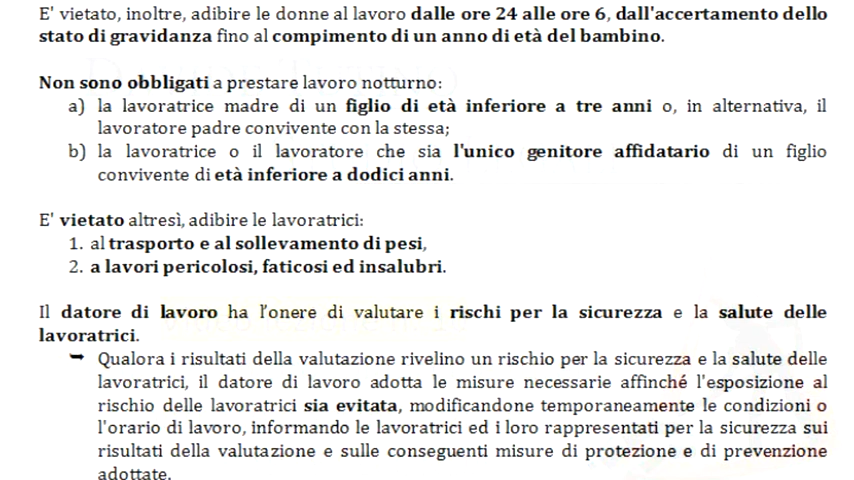 E' vietato, inoltre, adibire le donne al lavoro dalle ore 24 alle ore 6, dall'accertamento dello
stato di gravidanza fino al compimento di un anno di età del bambino.
Non sono obbligati a prestare lavoro notturno:
a) la lavoratrice madre di un figlio di età inferiore a tre anni o, in alternativa, il
lavoratore padre convivente con la stessa;
b) la lavoratrice o il lavoratore che sia l'unico genitore affidatario di un figlio
convivente di età inferiore a dodici anni.
E' vietato altresì, adibire le lavoratrici:
1. al trasporto e al sollevamento di pesi,
2. a lavori pericolosi, faticosi ed insalubri.
Il datore di lavoro ha l'onere di valutare i rischi per la sicurezza e la salute delle
lavoratrici.
Qualora i risultati della valutazione rivelino un rischio per la sicurezza e la salute delle
lavoratrici, il datore di lavoro adotta le misure necessarie affinché l'esposizione al
rischio delle lavoratrici sia evitata, modificandone temporaneamente le condizioni o
l'orario di lavoro, informando le lavoratrici ed i loro rappresentati per la sicurezza sui
risultati della valutazione e sulle conseguenti misure di protezione e di prevenzione
adottate.